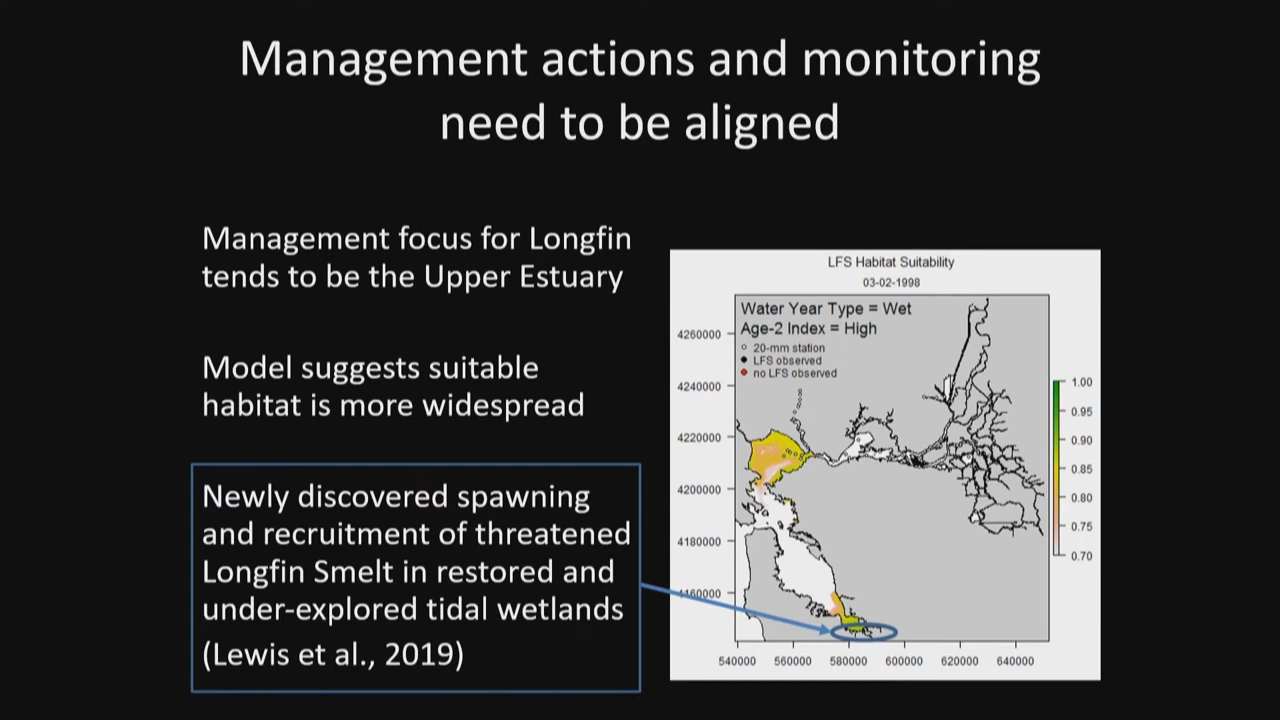 Management actions and monitoring
need to be aligned
Management focus for Longfin
tends to be the Upper Estuary
Model suggests suitable
habitat is more widespread
Newly discovered spawning
and recruitment of threatened
Longfin Smelt in restored and
under-explored tidal wetlands
(Lewis et al., 2019)
LFS Habitat Suitability
03-02-1998
Water Year Type = Wet
Age-2 Index = High
20-mm station
LFS observed
no LFS observed
4260000
4240000
4220000
4200000
4180000
4160000
540000 560000 580000 600000 620000 640000
1.00
0.95
0.90
0.85
0.80
0.75
0.70